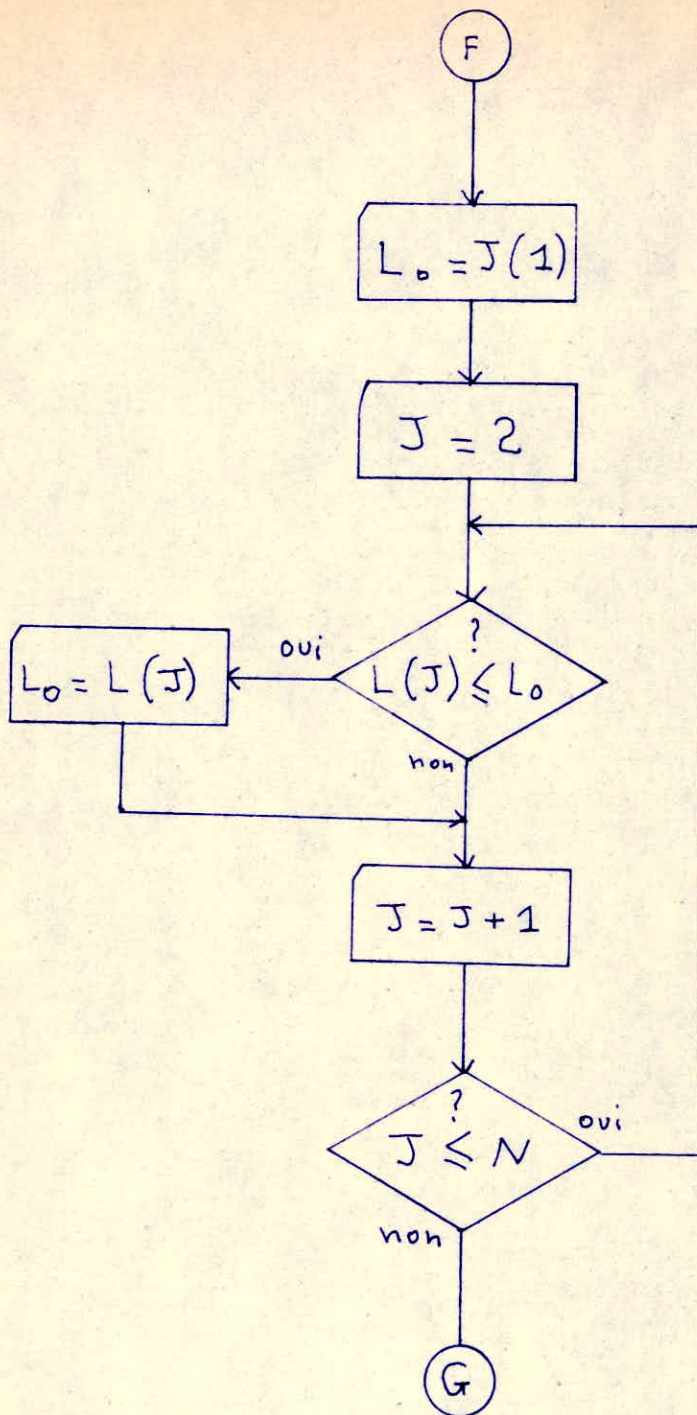 F
L₀ = J(1)
J = 2
?
L(J) ≤ L₀
oui
L₀ = L(J)
non
J = J + 1
?
J ≤ N
oui
non
G